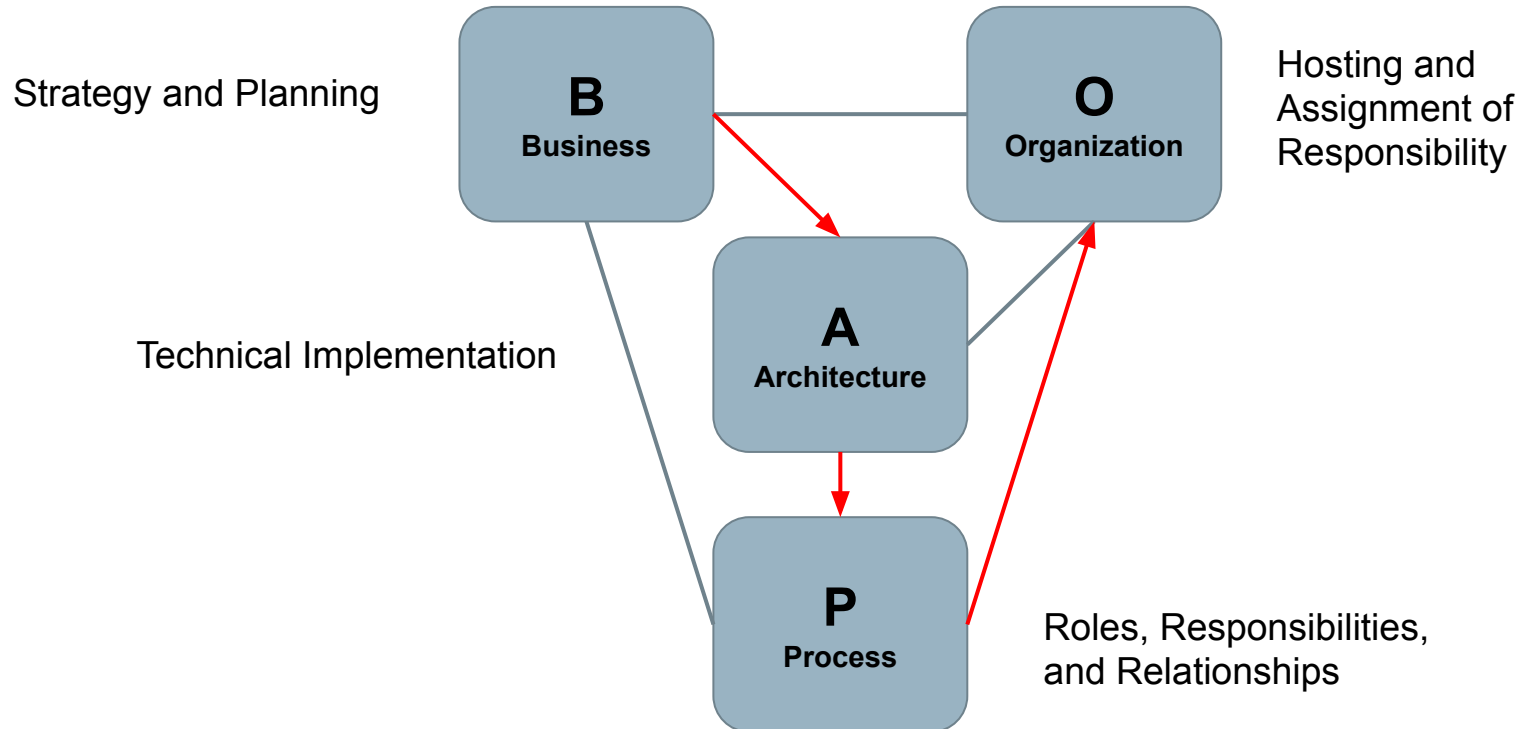 Strategy and Planning
B
Business
O
Organization
Hosting and
Assignment of
Responsibility
Technical Implementation
A
Architecture
P
Process
Roles, Responsibilities,
and Relationships